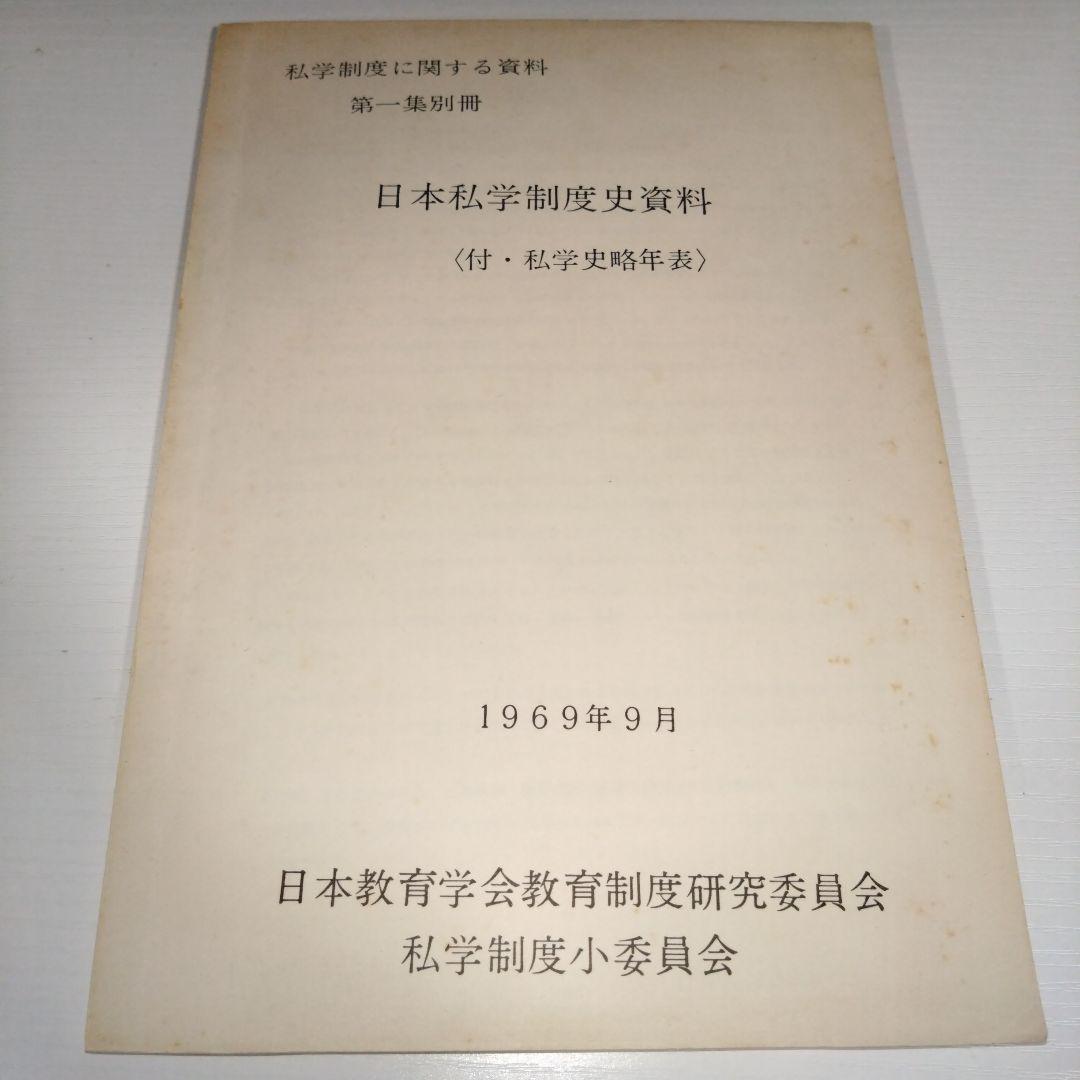 私学制度に関する資料
第一集別冊
日本私学制度史資料
〈付・私学史略年表〉
1969年9月
日本教育学会教育制度研究委員会
私学制度小委員会